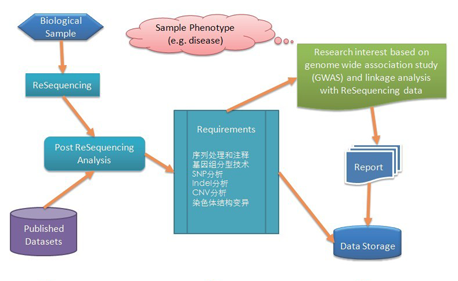 Biological
Sample
Sample Phenotype
(e.g. disease)
Research interest based on
genome wide association study
(GWAS) and linkage analysis
with ReSequencing data
ReSequencing
Requirements
Post ReSequencing
Analysis
序列处理和注释
基因组分型技术
SNP分析
Indel分析
CNV分析
染色体结构变异
Report
Published
Datasets
Data Storage